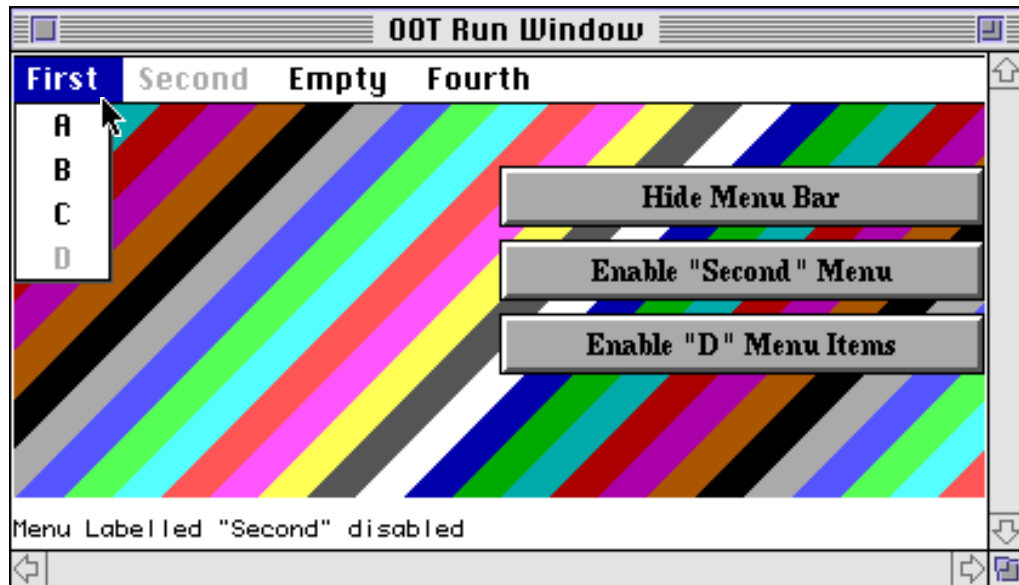 OOT Run Window
First Second Empty Fourth
A
B
C
D
Hide Menu Bar
Enable "Second" Menu
Enable "D" Menu Items
Menu Labelled "Second" disabled